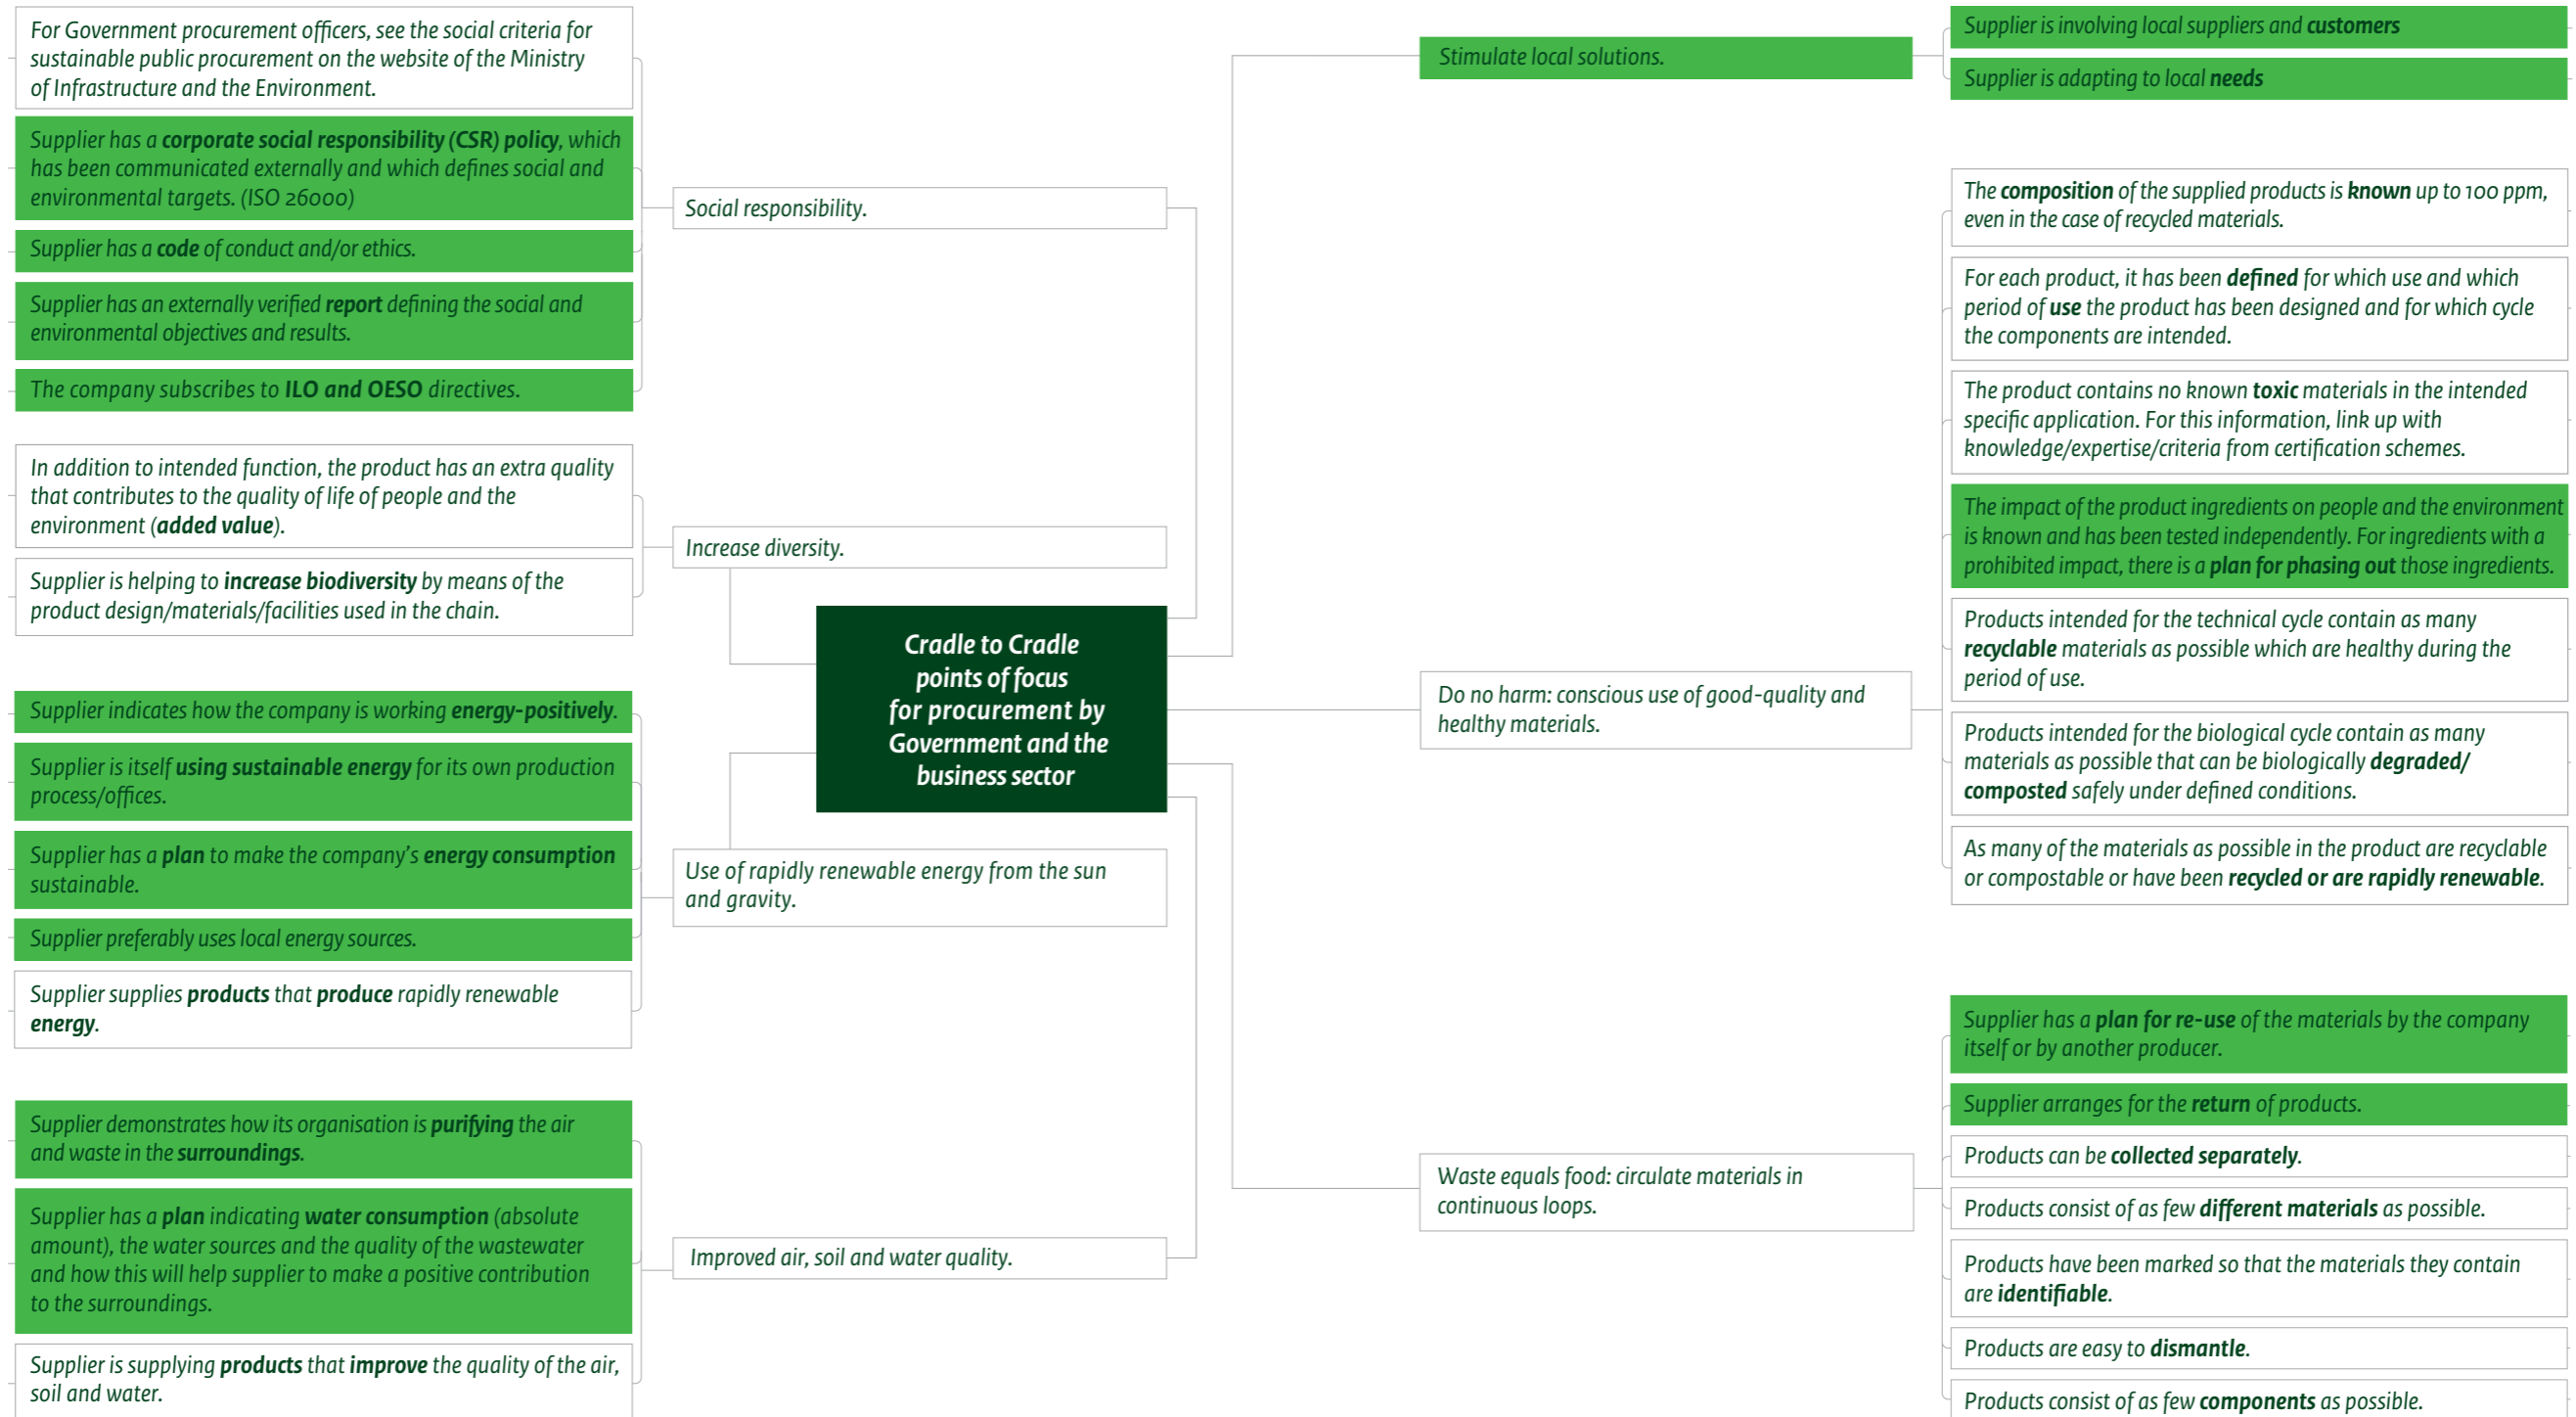 For Government procurement officers, see the social criteria for
sustainable public procurement on the website of the Ministry
of Infrastructure and the Environment.
Supplier has a corporate social responsibility (CSR) policy, which
has been communicated externally and which defines social and
environmental targets. (ISO 26000)
Supplier has a code of conduct and/or ethics.
Supplier has an externally verified report defining the social and
environmental objectives and results.
The company subscribes to ILO and OESO directives.
Social responsibility.
In addition to intended function, the product has an extra quality
that contributes to the quality of life of people and the
environment (added value).
Supplier is helping to increase biodiversity by means of the
product design/materials/facilities used in the chain.
Increase diversity.
Supplier indicates how the company is working energy-positively.
Supplier is itself using sustainable energy for its own production
process/offices.
Supplier has a plan to make the company's energy consumption
sustainable.
Supplier preferably uses local energy sources.
Supplier supplies products that produce rapidly renewable
energy.
Use of rapidly renewable energy from the sun
and gravity.
Supplier demonstrates how its organisation is purifying the air
and waste in the surroundings.
Supplier has a plan indicating water consumption (absolute
amount), the water sources and the quality of the wastewater
and how this will help supplier to make a positive contribution
to the surroundings.
Supplier is supplying products that improve the quality of the air,
soil and water.
Improved air, soil and water quality.
Cradle to Cradle
points of focus
for procurement by
Government and the
business sector
Stimulate local solutions.
Supplier is involving local suppliers and customers
Supplier is adapting to local needs
Do no harm: conscious use of good-quality and
healthy materials.
The composition of the supplied products is known up to 100 ppm,
even in the case of recycled materials.
For each product, it has been defined for which use and which
period of use the product has been designed and for which cycle
the components are intended.
The product contains no known toxic materials in the intended
specific application. For this information, link up with
knowledge/expertise/criteria from certification schemes.
The impact of the product ingredients on people and the environment
is known and has been tested independently. For ingredients with a
prohibited impact, there is a plan for phasing out those ingredients.
Products intended for the technical cycle contain as many
recyclable materials as possible which are healthy during the
period of use.
Products intended for the biological cycle contain as many
materials as possible that can be biologically degraded/
composted safely under defined conditions.
As many of the materials as possible in the product are recyclable
or compostable or have been recycled or are rapidly renewable.
Waste equals food: circulate materials in
continuous loops.
Supplier has a plan for re-use of the materials by the company
itself or by another producer.
Supplier arranges for the return of products.
Products can be collected separately.
Products consist of as few different materials as possible.
Products have been marked so that the materials they contain
are identifiable.
Products are easy to dismantle.
Products consist of as few components as possible.